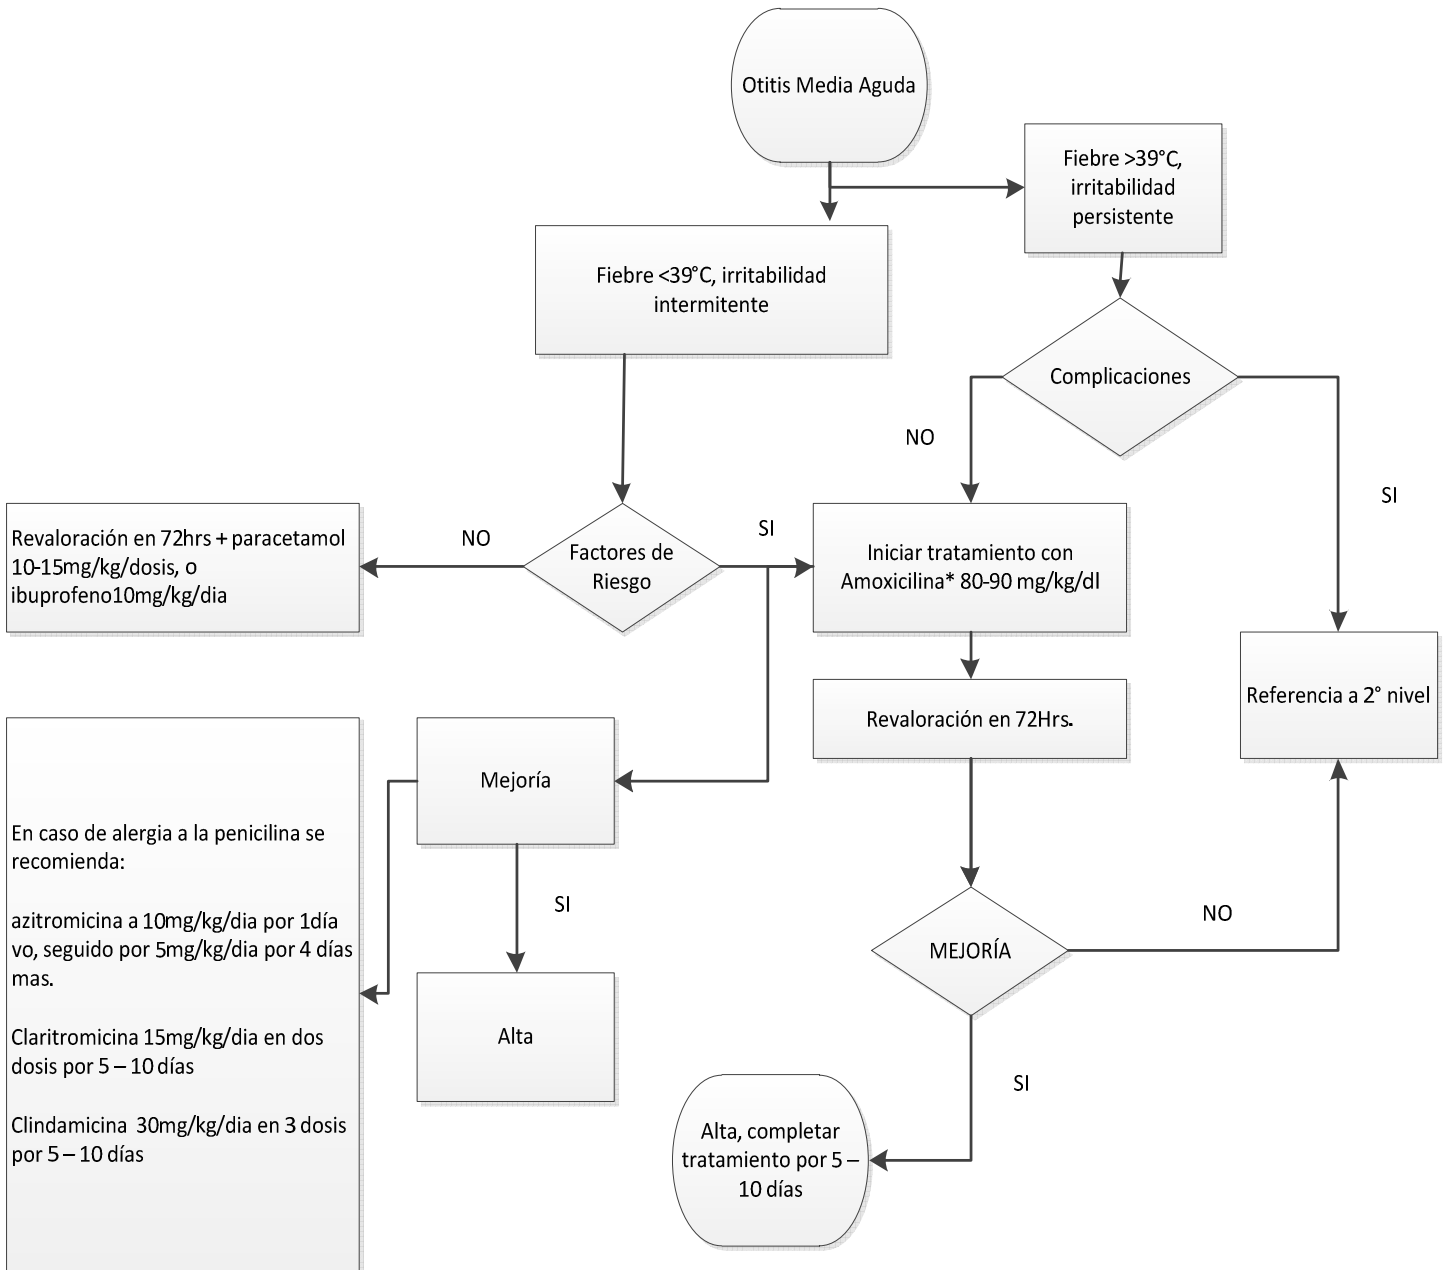 Otitis Media Aguda
Fiebre >39°C,
irritabilidad
persistente
Fiebre <39°C, irritabilidad
intermitente
Complicaciones
NO
SI
Revaloración en 72hrs + paracetamol
10-15mg/kg/dosis, o
ibuprofeno10mg/kg/dia
NO
Factores de
Riesgo
SI
Iniciar tratamiento con
Amoxicilina* 80-90 mg/kg/dl
Referencia a 2° nivel
Revaloración en 72Hrs.
Mejoría
En caso de alergia a la penicilina se
recomienda:
azitromicina a 10mg/kg/dia por 1día
vo, seguido por 5mg/kg/dia por 4 días
mas.
Claritromicina 15mg/kg/dia en dos
dosis por 5 – 10 días
Clindamicina 30mg/kg/dia en 3 dosis
por 5 – 10 días
SI
Alta
MEJORÍA
NO
SI
Alta, completar
tratamiento por 5 –
10 días